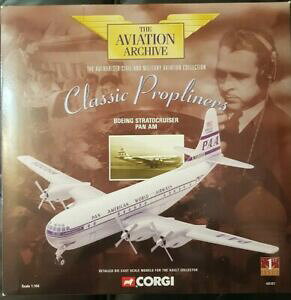 THE
AVIATION
ARCHIVE
THE AUTHORISED CIVIL AND MILITARY AVIATION COLLECTION
Classic Propliners
BOEING STRATOCRUISER
PAN AM
PAA
PAN AMERICAN WORLD AIRWAYS
CORGI
Scale 1:144
DETAILED DIE CAST SCALE MODELS FOR THE ADULT COLLECTOR
1